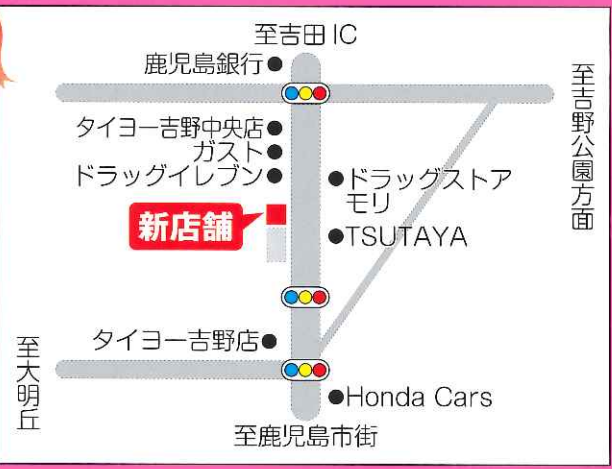 至吉田IC
鹿児島銀行
至吉野公園方面
タイヨー吉野中央店
ガスト
ドラッグイレブン
ドラッグストア
モリ
新店舗
TSUTAYA
タイヨー吉野店
至大明丘
Honda Cars
至鹿児島市街